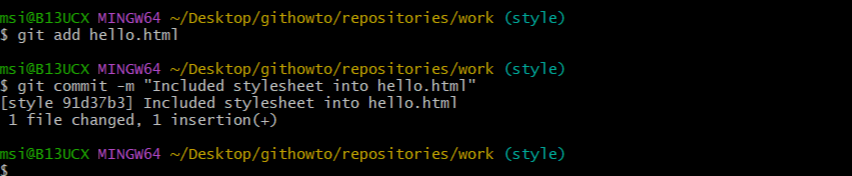 msi@B13UCX MINGW64 ~/Desktop/githowto/repositories/work (style)
$ git add hello.html
msi@B13UCX MINGW64 ~/Desktop/githowto/repositories/work (style)
$ git commit -m "Included stylesheet into hello.html"
[style 91d37b3] Included stylesheet into hello.html
 1 file changed, 1 insertion(+)
msi@B13UCX MINGW64 ~/Desktop/githowto/repositories/work (style)
$